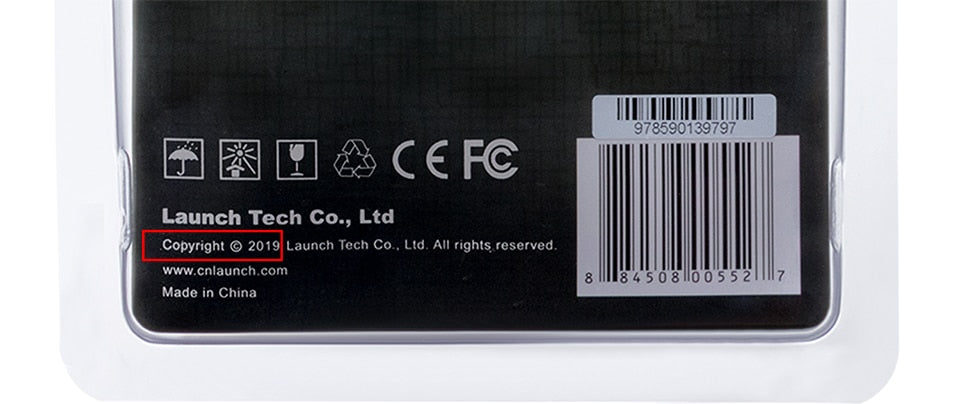 978590139797
CE FC
Launch Tech Co., Ltd
Copyright © 2019 Launch Tech Co., Ltd. All rights reserved.
www.cnlaunch.com
Made in China
8 84508 00552 7